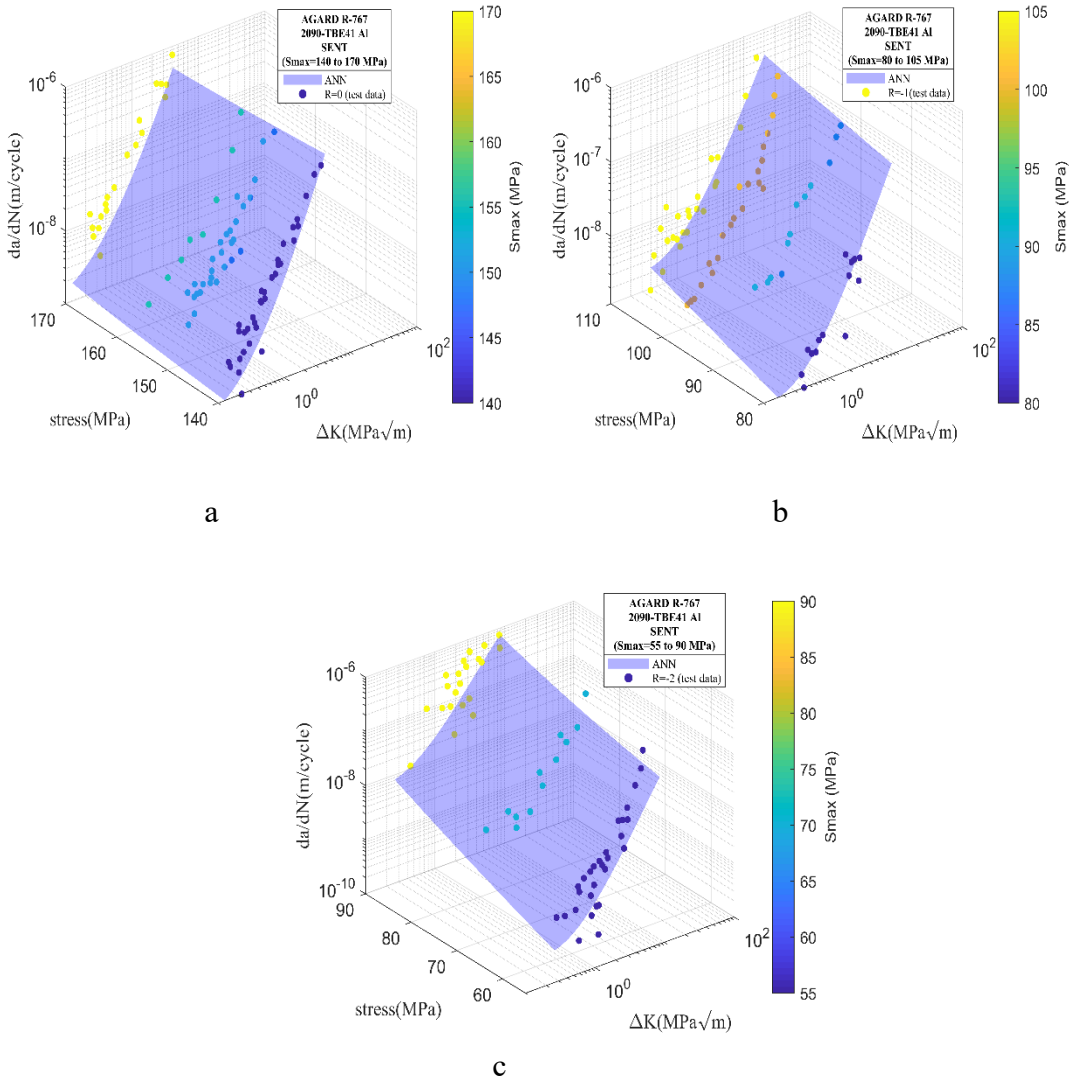 AGARD R-767
2090-TBE41 Al
SENT
(Smax=140 to 170 MPa)
ANN
R=0 (test data)
10^-6
10^-8
da/dN(m/cycle)
170
160
150
140
stress(MPa)
10^0
10^2
ΔK(MPa√m)
170
165
160
155
150
145
140
Smax (MPa)
a
AGARD R-767
2090-TBE41 Al
SENT
(Smax=80 to 105 MPa)
ANN
R=-1(test data)
10^-6
10^-7
10^-8
da/dN(m/cycle)
110
100
90
80
stress(MPa)
10^0
10^2
ΔK(MPa√m)
105
100
95
90
85
80
Smax (MPa)
b
AGARD R-767
2090-TBE41 Al
SENT
(Smax=55 to 90 MPa)
ANN
R=-2 (test data)
10^-6
10^-8
10^-10
da/dN(m/cycle)
90
80
70
60
stress(MPa)
10^0
10^2
ΔK(MPa√m)
90
85
80
75
70
65
60
55
Smax (MPa)
c